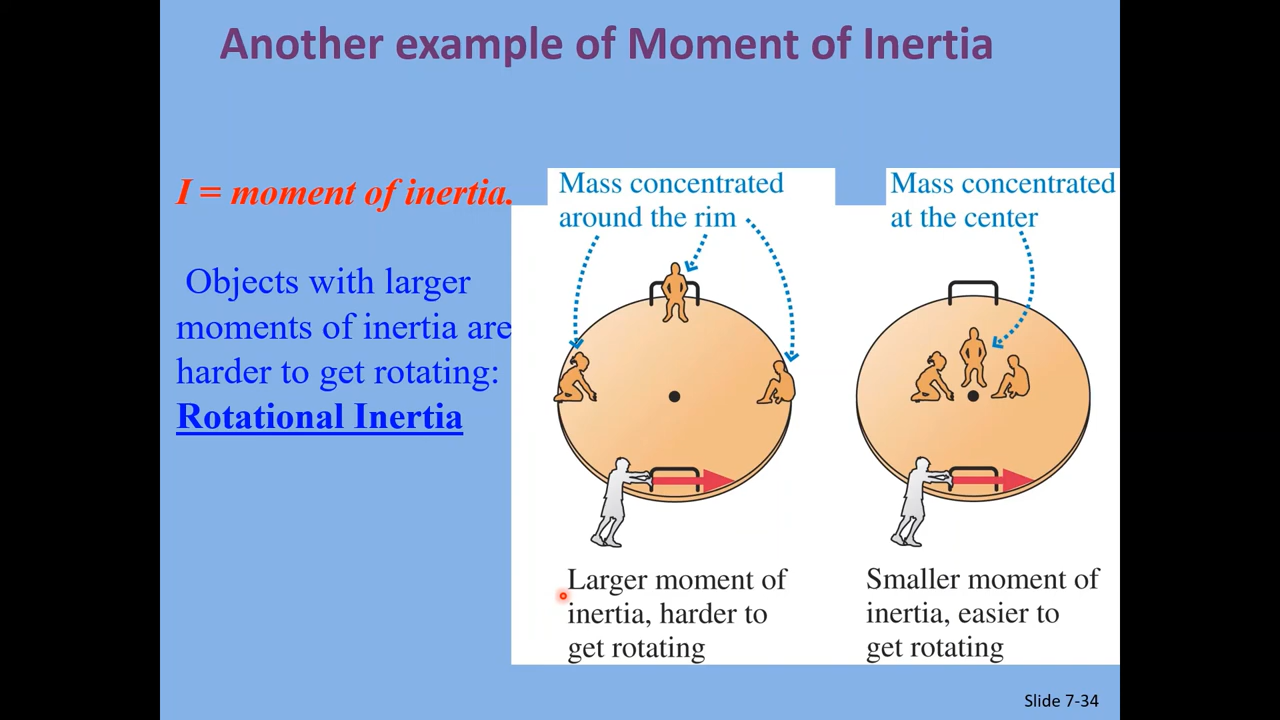 Another example of Moment of Inertia
I = moment of inertia.
Objects with larger
moments of inertia are
harder to get rotating:
Rotational Inertia
Mass concentrated
around the rim
Mass concentrated
at the center
Larger moment of
inertia, harder to
get rotating
Smaller moment of
inertia, easier to
get rotating
Slide 7-34